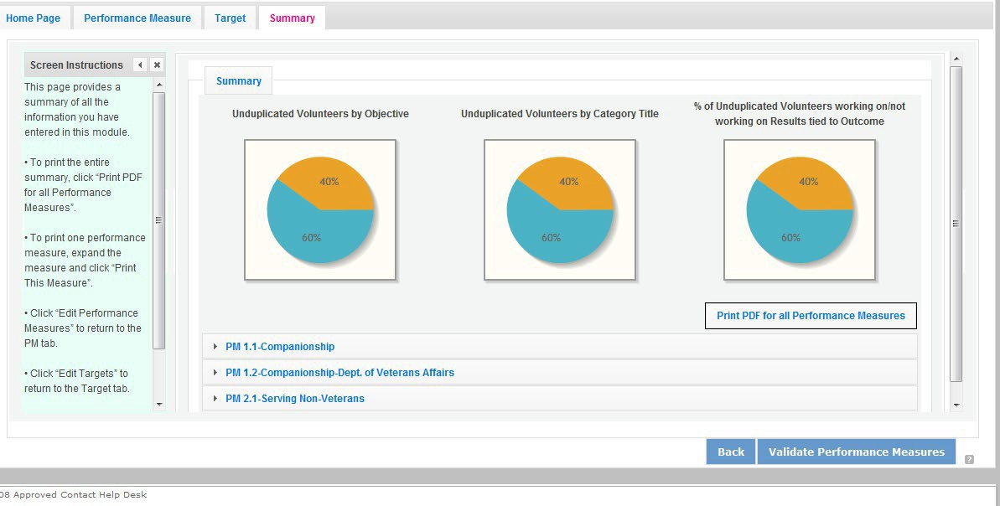 Home Page
Performance Measure
Target
Summary
Screen Instructions
This page provides a
summary of all the
information you have
entered in this module.
• To print the entire
summary, click “Print PDF
for all Performance
Measures”.
• To print one performance
measure, expand the
measure and click “Print
This Measure”.
• Click “Edit Performance
Measures” to return to the
PM tab.
• Click “Edit Targets” to
return to the Target tab.
Summary
Unduplicated Volunteers by Objective
40%
60%
Unduplicated Volunteers by Category Title
40%
60%
% of Unduplicated Volunteers working on/not
working on Results tied to Outcome
40%
60%
Print PDF for all Performance Measures
PM 1.1-Companionship
PM 1.2-Companionship-Dept. of Veterans Affairs
PM 2.1-Serving Non-Veterans
Back
Validate Performance Measures
?
08 Approved Contact Help Desk